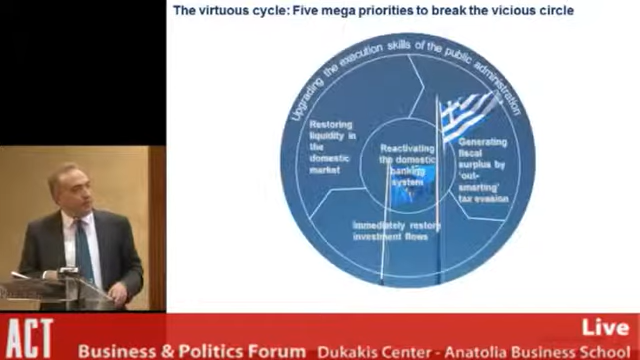 The virtuous cycle: Five mega priorities to break the vicious circle
Upgrading the execution skills of the public administration
Restoring
liquidity in
the
domestic
market
Reactivating
the domestic
banking
system
Generating
fiscal
surplus by
'out-
smarting'
tax evasion
Immediately restore
investment flows
Live
ACT
Business & Politics Forum Dukakis Center - Anatolia Business School